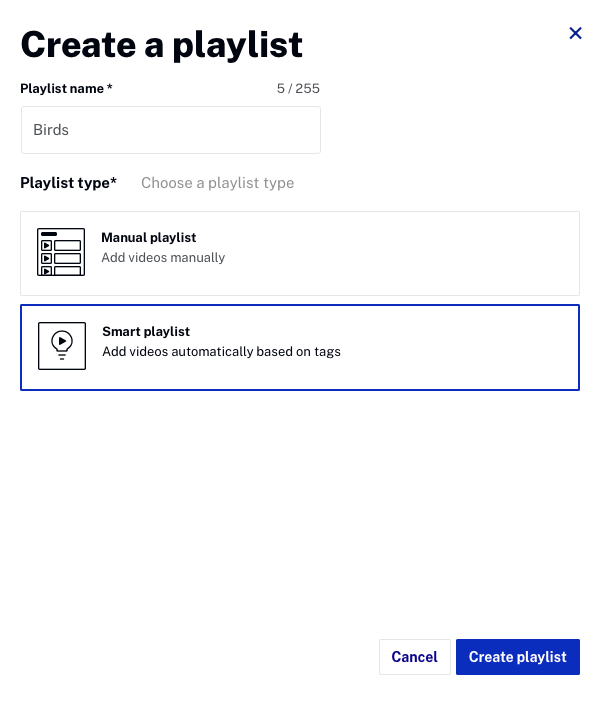 Create a playlist
Playlist name * 5 / 255
Birds
Playlist type* Choose a playlist type
Manual playlist
Add videos manually
Smart playlist
Add videos automatically based on tags
Cancel Create playlist